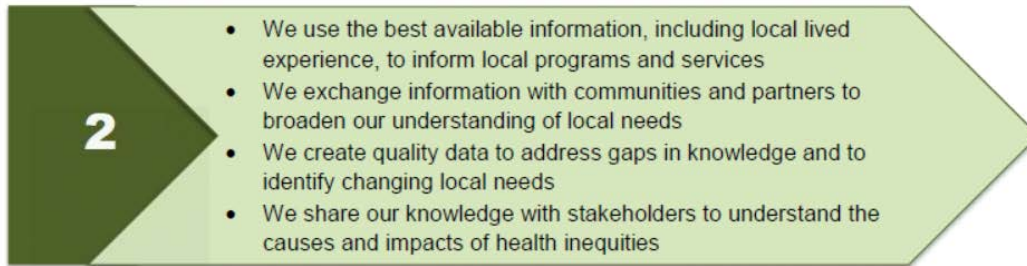 2
• We use the best available information, including local lived
experience, to inform local programs and services
• We exchange information with communities and partners to
broaden our understanding of local needs
• We create quality data to address gaps in knowledge and to
identify changing local needs
• We share our knowledge with stakeholders to understand the
causes and impacts of health inequities